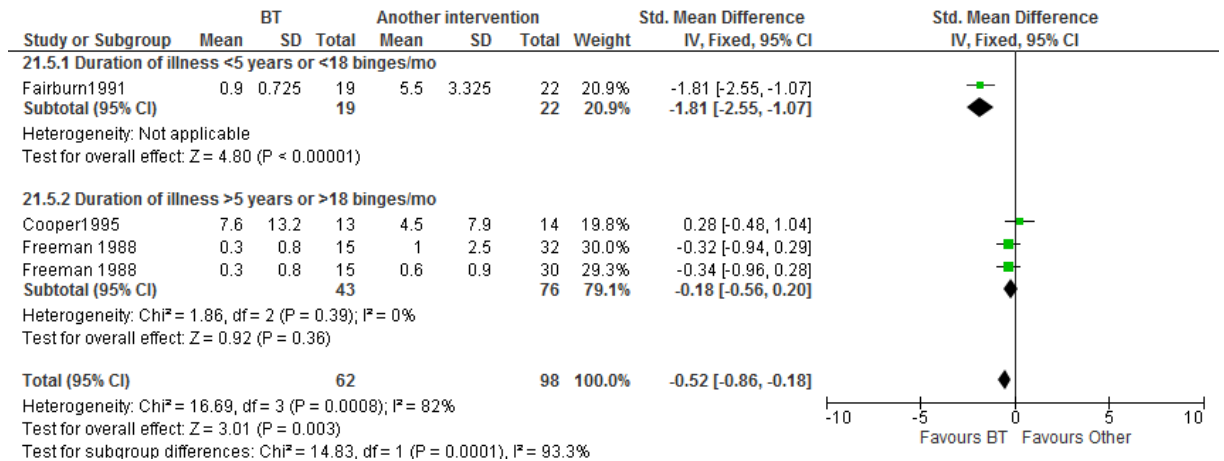 BT Another intervention Std. Mean Difference Std. Mean Difference
Study or Subgroup Mean SD Total Mean SD Total Weight IV, Fixed, 95% CI IV, Fixed, 95% CI
21.5.1 Duration of illness <5 years or <18 binges/mo
Fairburn1991 0.9 0.725 19 5.5 3.325 22 20.9% -1.81 [-2.55, -1.07]
Subtotal (95% CI) 19 22 20.9% -1.81 [-2.55, -1.07]
Heterogeneity: Not applicable
Test for overall effect: Z = 4.80 (P < 0.00001)
21.5.2 Duration of illness >5 years or >18 binges/mo
Cooper1995 7.6 13.2 13 4.5 7.9 14 19.8% 0.28 [-0.48, 1.04]
Freeman 1988 0.3 0.8 15 1 2.5 32 30.0% -0.32 [-0.94, 0.29]
Freeman 1988 0.3 0.8 15 0.6 0.9 30 29.3% -0.34 [-0.96, 0.28]
Subtotal (95% CI) 43 76 79.1% -0.18 [-0.56, 0.20]
Heterogeneity: Chi² = 1.86, df = 2 (P = 0.39); I² = 0%
Test for overall effect: Z = 0.92 (P = 0.36)
Total (95% CI) 62 98 100.0% -0.52 [-0.86, -0.18]
Heterogeneity: Chi² = 16.69, df = 3 (P = 0.0008); I² = 82%
Test for overall effect: Z = 3.01 (P = 0.003)
Test for subgroup differences: Chi² = 14.83, df = 1 (P = 0.0001), I² = 93.3%
-10 -5 0 5 10
Favours BT Favours Other